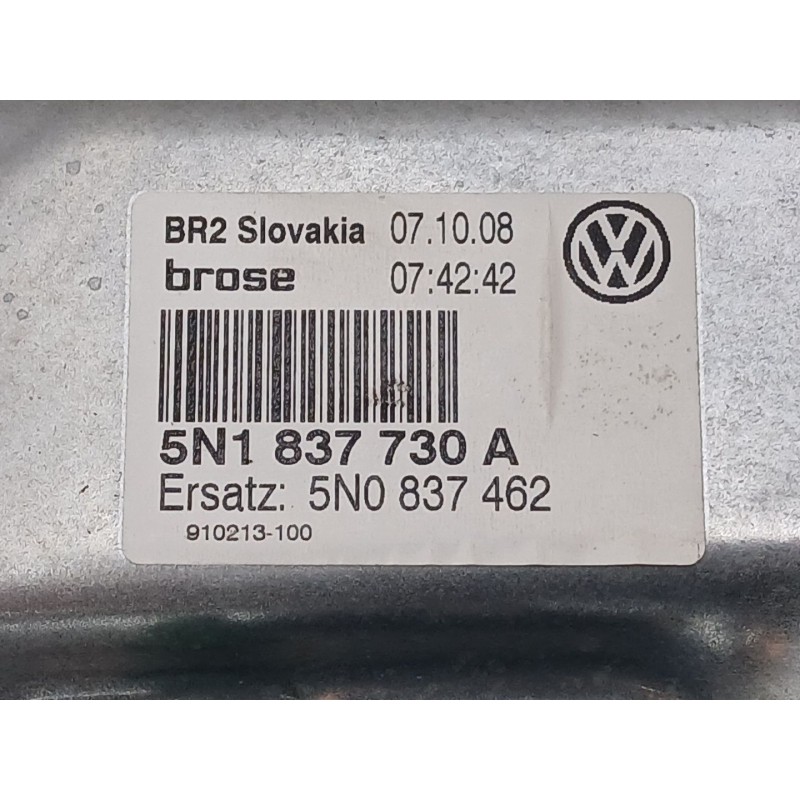 BR2 Slovakia 07.10.08
brose 07:42:42
5N1 837 730 A
Ersatz: 5N0 837 462
910213-100